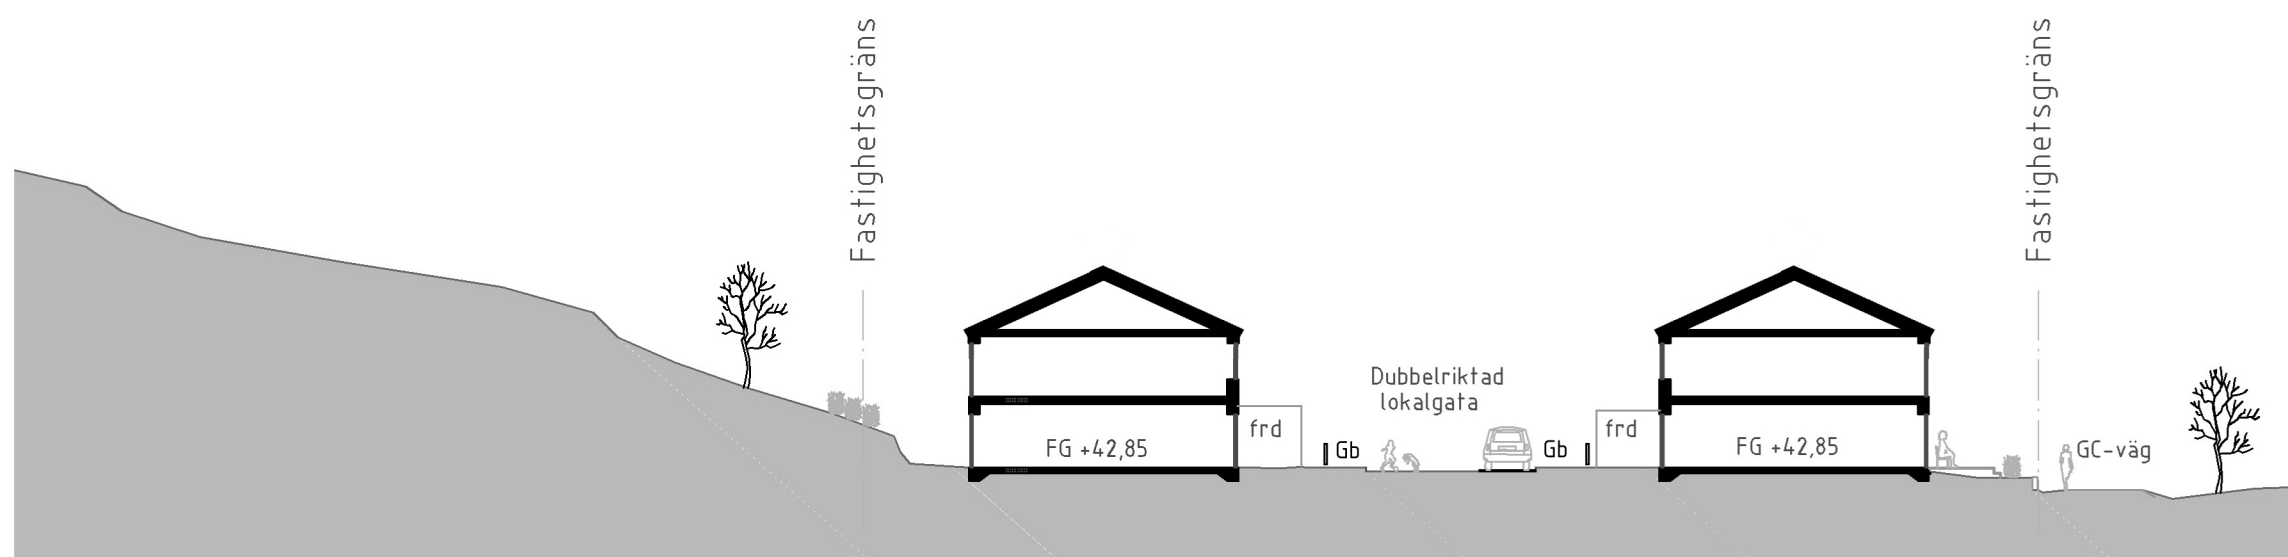 Fastighetsgräns
Fastighetsgräns
Dubbelriktad
lokalgata
frd
Gb
Gb
frd
FG +42,85
FG +42,85
GC-väg